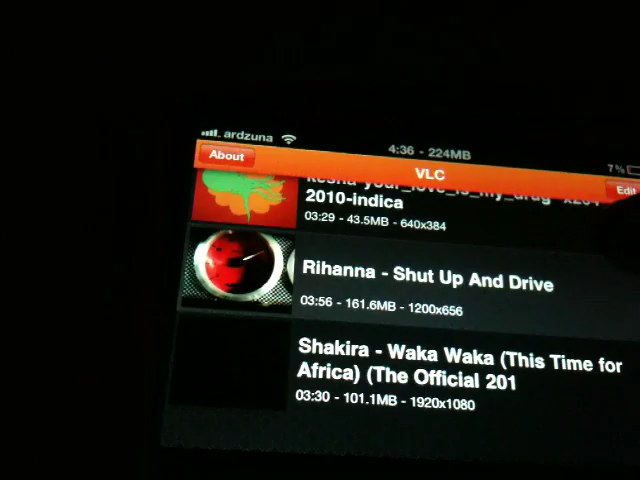 ardzuna
4:36 - 224MB
7%
About
VLC
Edit
2010-indica
03:29 - 43.5MB - 640x384
Rihanna - Shut Up And Drive
03:56 - 161.6MB - 1200x656
Shakira - Waka Waka (This Time for
Africa) (The Official 201
03:30 - 101.1MB - 1920x1080